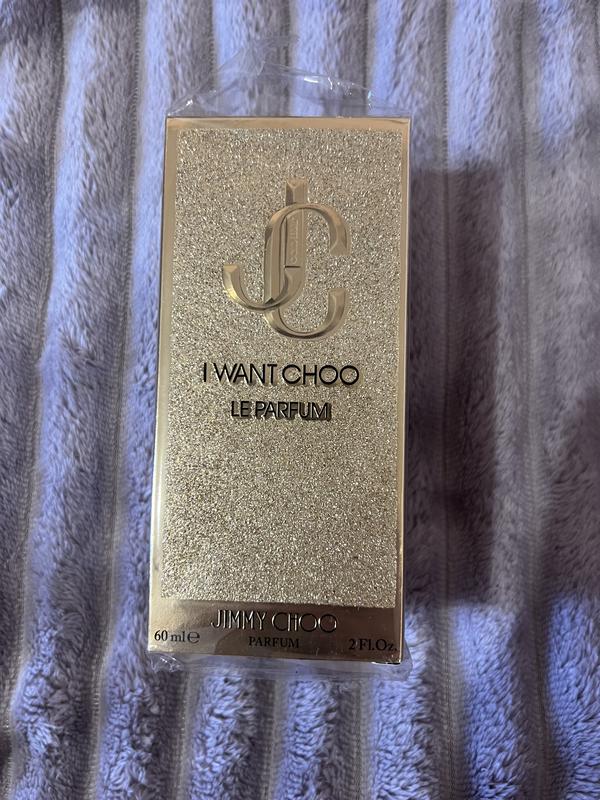 JC
I WANT CHOO
LE PARFUM
JIMMY CHOO
60 ml ℮
PARFUM
2 Fl.Oz.